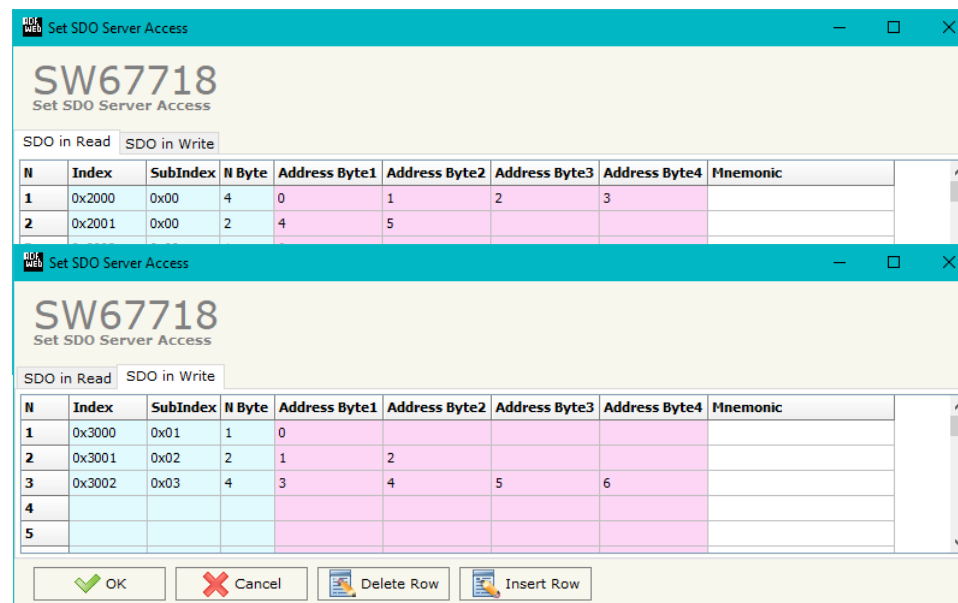 ADF WEB Set SDO Server Access
SW67718
Set SDO Server Access
SDO in Read SDO in Write
N Index SubIndex N Byte Address Byte1 Address Byte2 Address Byte3 Address Byte4 Mnemonic
1 0x2000 0x00 4 0 1 2 3
2 0x2001 0x00 2 4 5
ADF WEB Set SDO Server Access
SW67718
Set SDO Server Access
SDO in Read SDO in Write
N Index SubIndex N Byte Address Byte1 Address Byte2 Address Byte3 Address Byte4 Mnemonic
1 0x3000 0x01 1 0
2 0x3001 0x02 2 1 2
3 0x3002 0x03 4 3 4 5 6
4
5
OK Cancel Delete Row Insert Row